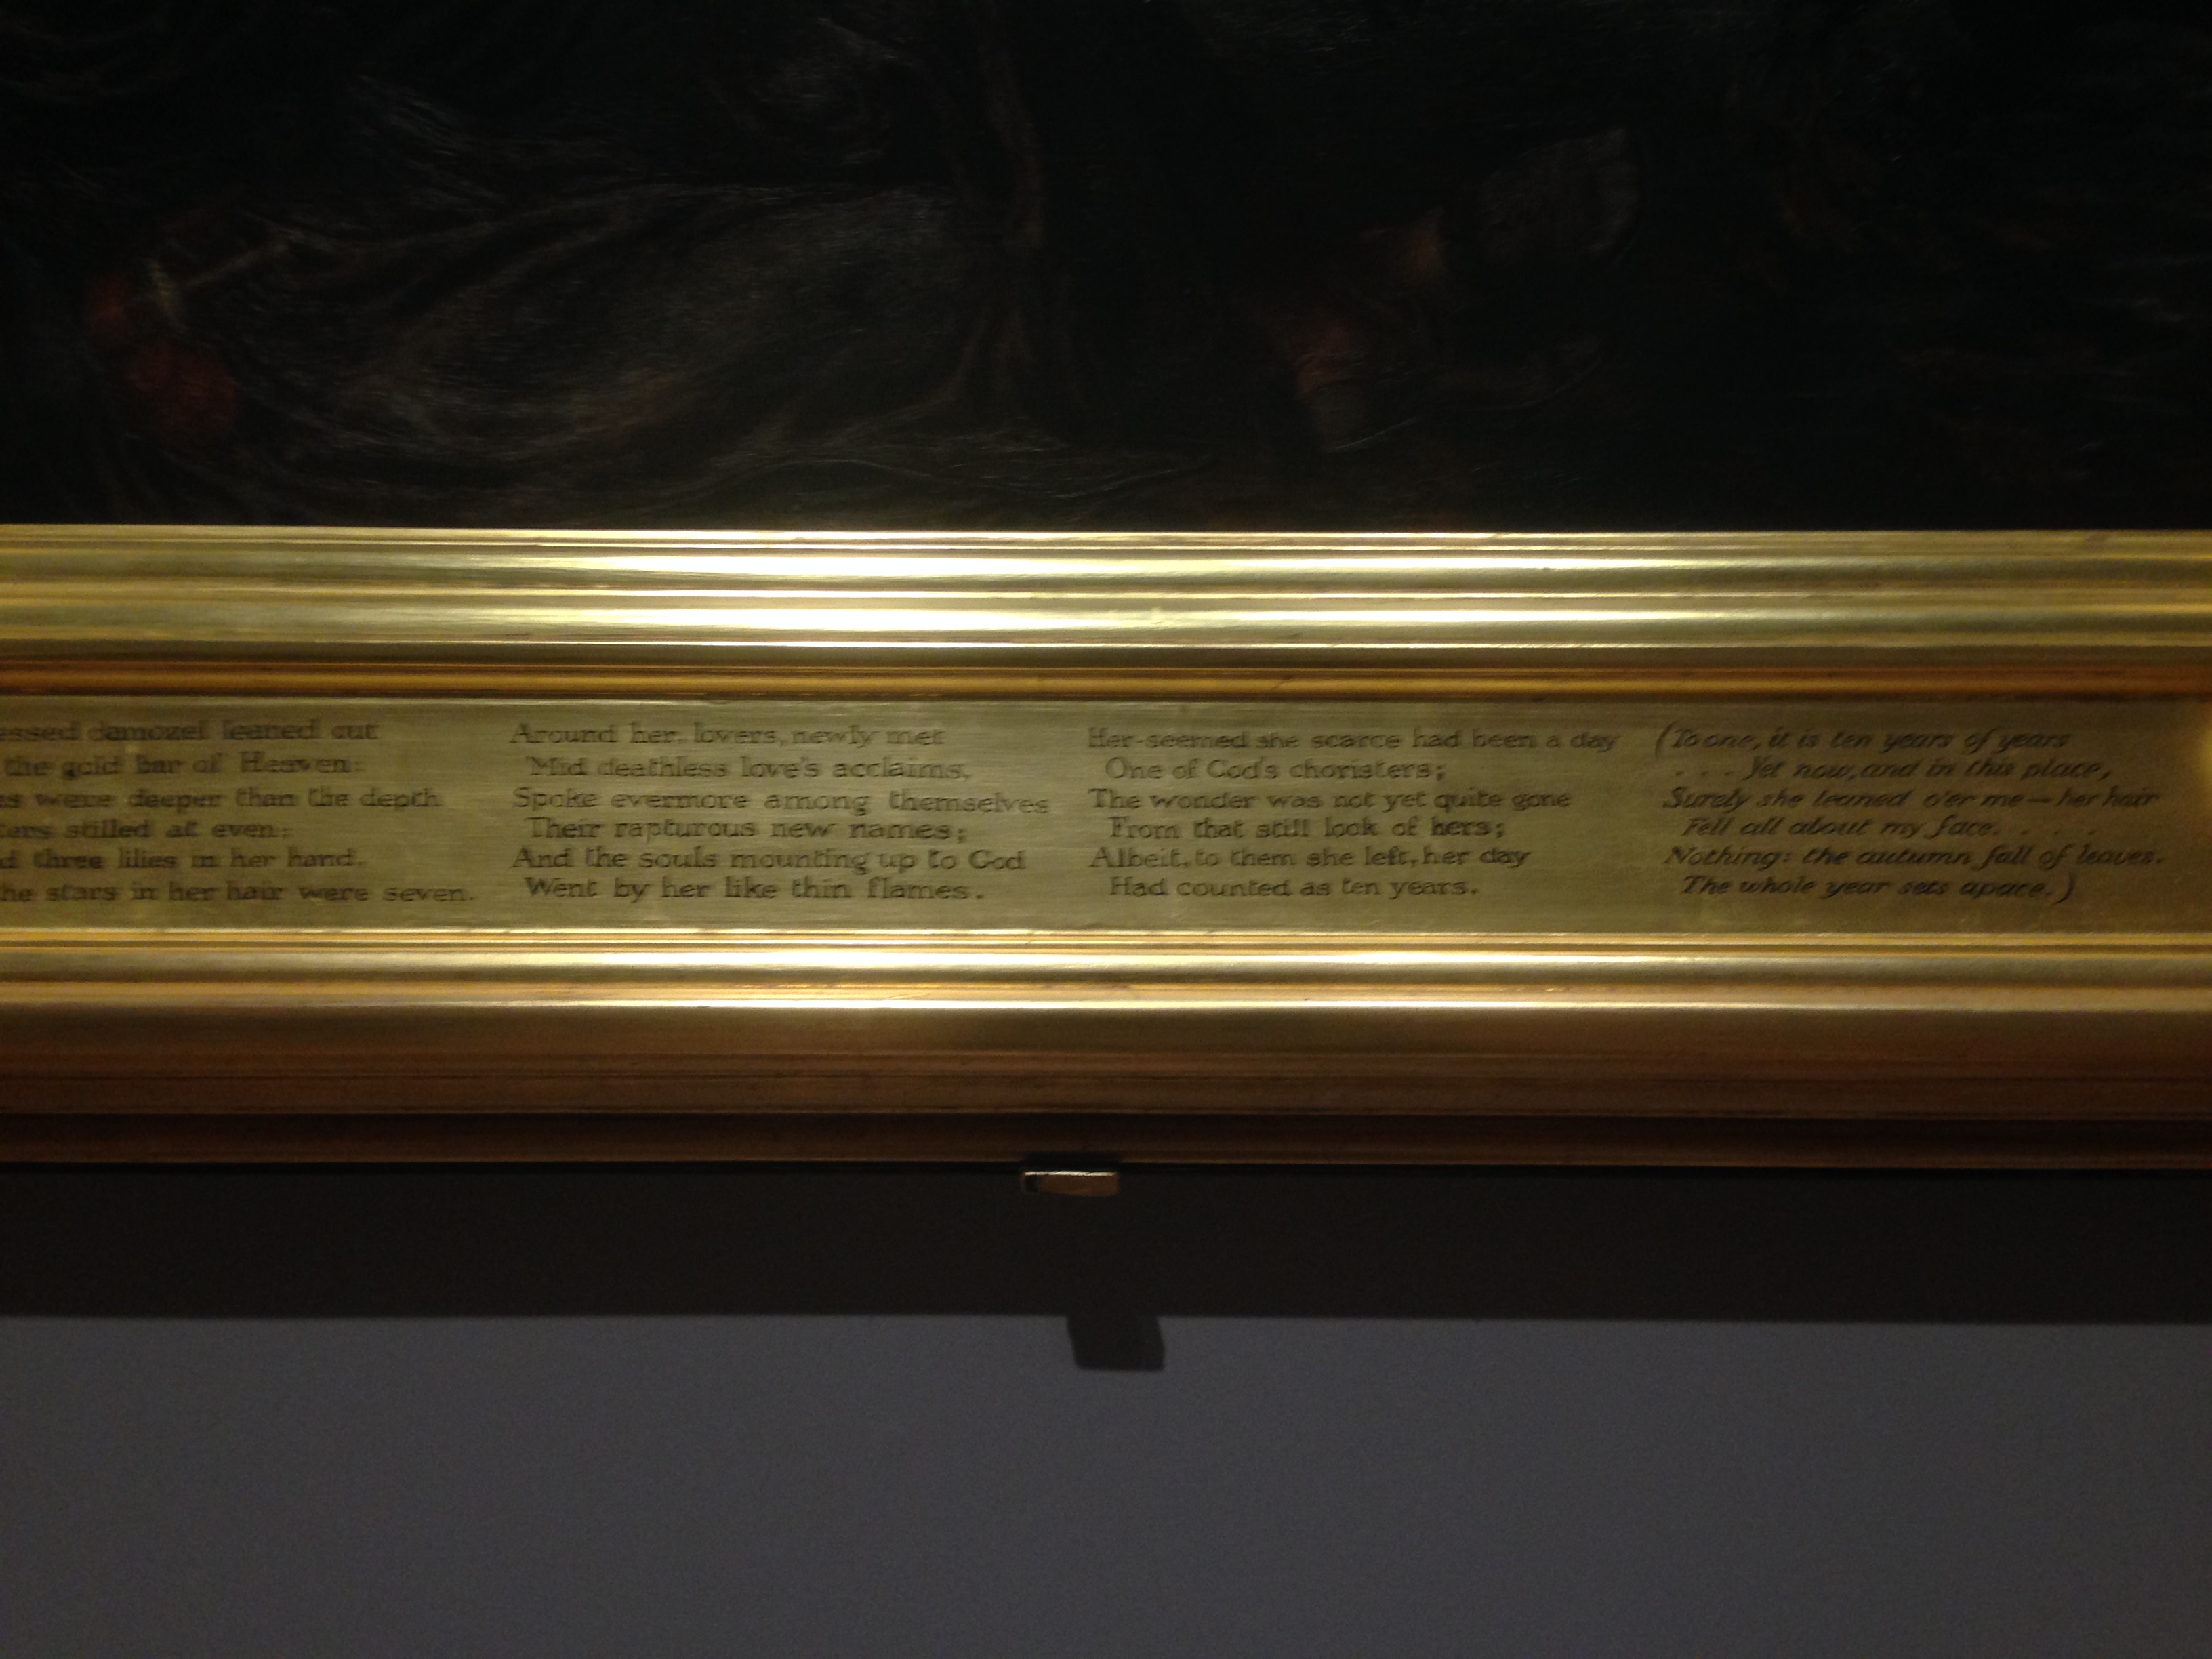 essed damozel leaned out
the gold bar of Heaven:
es were deeper than the depth
ters stilled at even;
d three lilies in her hand,
he stars in her hair were seven.
Around her, lovers, newly met
'Mid deathless love's acclaims,
Spoke evermore among themselves
Their rapturous new names;
And the souls mounting up to God
Went by her like thin flames.
Her-seemed she scarce had been a day
One of God's choristers;
The wonder was not yet quite gone
From that still look of hers;
Albeit, to them she left, her day
Had counted as ten years.
(To one, it is ten years of years
. . . Yet now, and in this place,
Surely she leaned o'er me — her hair
Fell all about my face. . . .
Nothing: the autumn fall of leaves.
The whole year sets apace.)